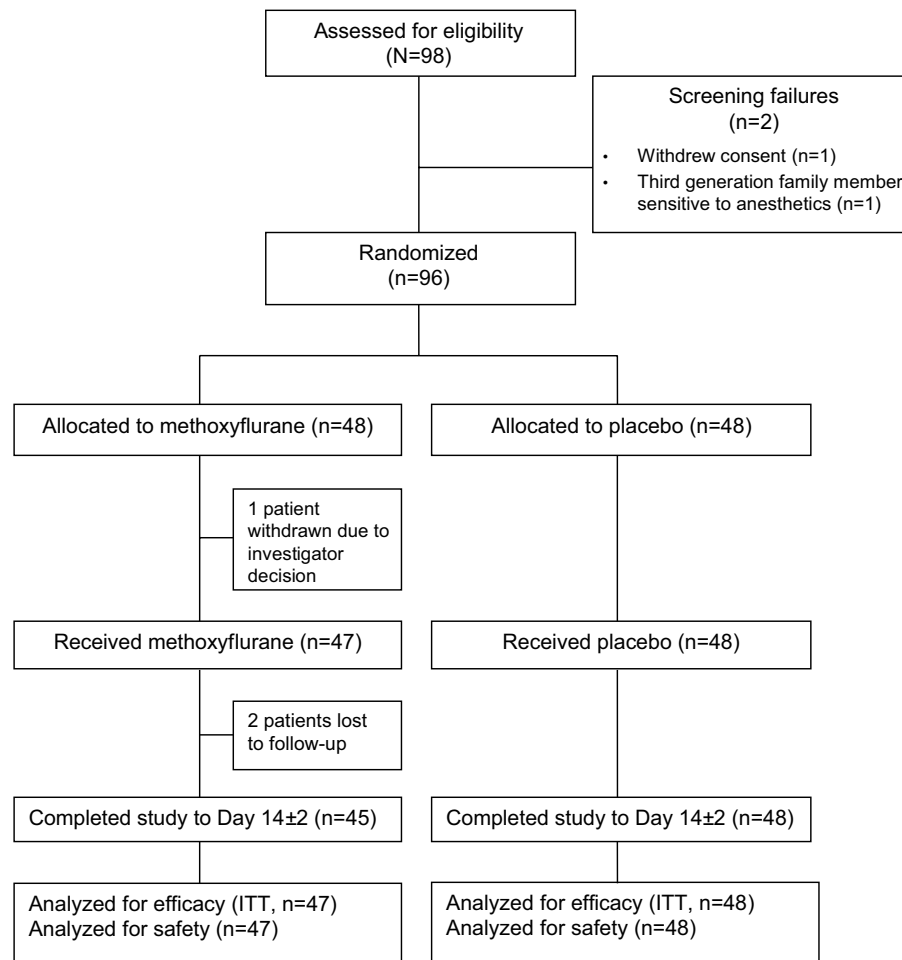 Assessed for eligibility
(N=98)
Screening failures
(n=2)
• Withdrew consent (n=1)
• Third generation family member
sensitive to anesthetics (n=1)
Randomized
(n=96)
Allocated to methoxyflurane (n=48)
Allocated to placebo (n=48)
1 patient
withdrawn due to
investigator
decision
Received methoxyflurane (n=47)
Received placebo (n=48)
2 patients lost
to follow-up
Completed study to Day 14±2 (n=45)
Completed study to Day 14±2 (n=48)
Analyzed for efficacy (ITT, n=47)
Analyzed for safety (n=47)
Analyzed for efficacy (ITT, n=48)
Analyzed for safety (n=48)